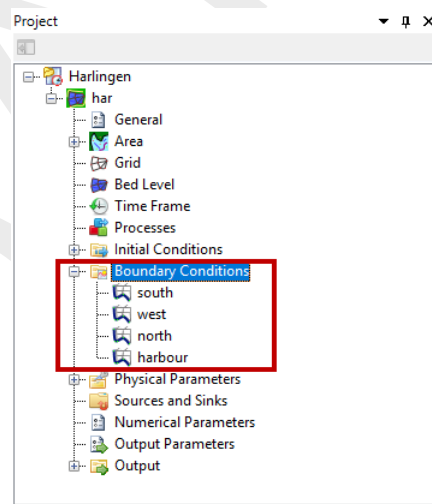 Project
Harlingen
har
General
Area
Grid
Bed Level
Time Frame
Processes
Initial Conditions
Boundary Conditions
south
west
north
harbour
Physical Parameters
Sources and Sinks
Numerical Parameters
Output Parameters
Output